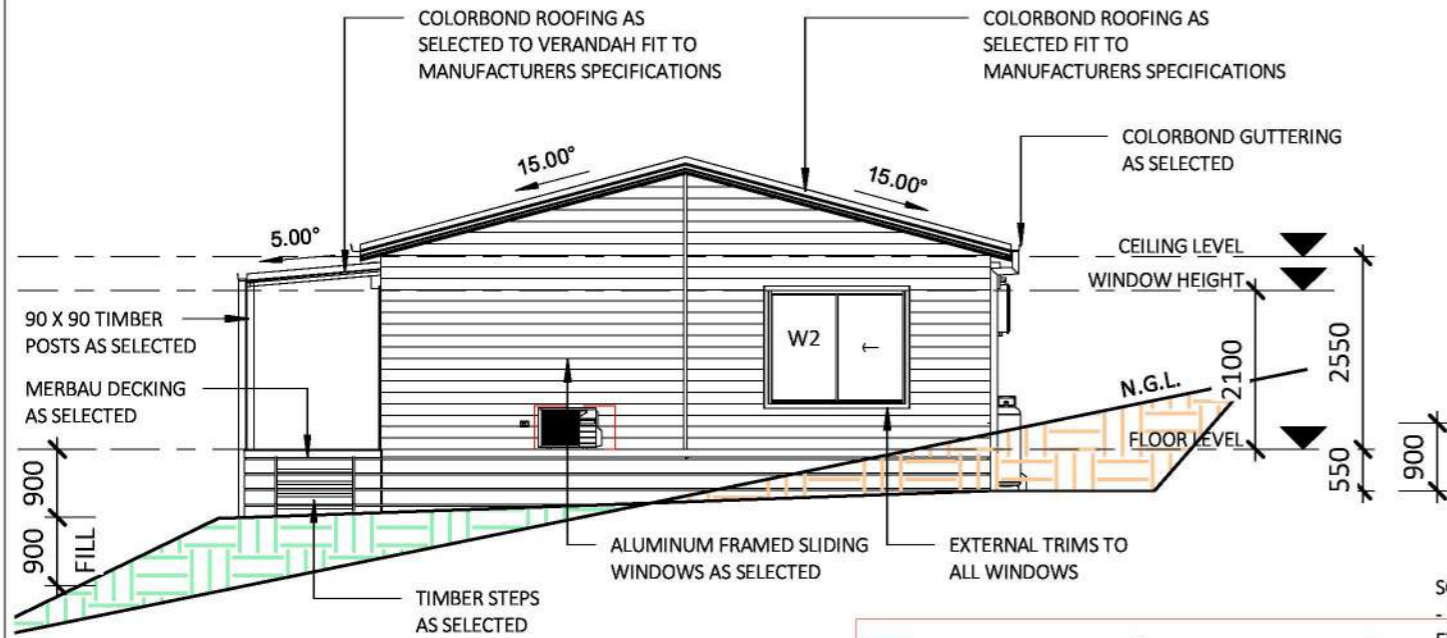 COLORBOND ROOFING AS
SELECTED TO VERANDAH FIT TO
MANUFACTURERS SPECIFICATIONS
COLORBOND ROOFING AS
SELECTED FIT TO
MANUFACTURERS SPECIFICATIONS
COLORBOND GUTTERING
AS SELECTED
15.00°
15.00°
5.00°
CEILING LEVEL
WINDOW HEIGHT
90 X 90 TIMBER
POSTS AS SELECTED
W2
←
2100
2550
MERBAU DECKING
AS SELECTED
N.G.L.
FLOOR LEVEL
900
550
900
900
FILL
ALUMINUM FRAMED SLIDING
WINDOWS AS SELECTED
EXTERNAL TRIMS TO
ALL WINDOWS
TIMBER STEPS
AS SELECTED